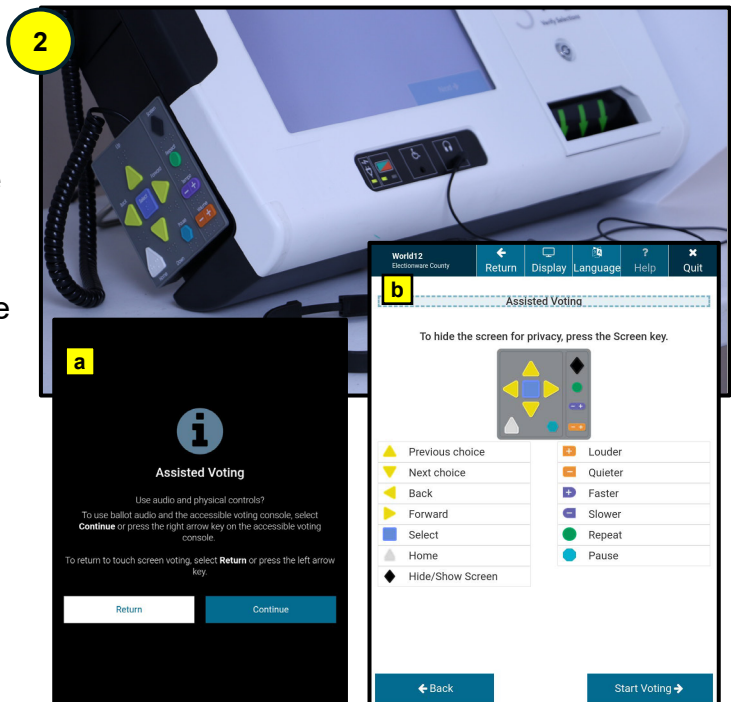 2
Verify Selections
e
e
a
Assisted Voting
Use audio and physical controls?
To use ballot audio and the accessible voting console, select
Continue or press the right arrow key on the accessible voting
console.
To return to touch screen voting, select Return or press the left arrow
key.
Return
Continue
World12
Electionware County
Return
Display
Language
? Help
Quit
b
Assisted Voting
To hide the screen for privacy, press the Screen key.
Previous choice
Next choice
Back
Forward
Select
Home
Hide/Show Screen
Louder
Quieter
Faster
Slower
Repeat
Pause
Back
Start Voting